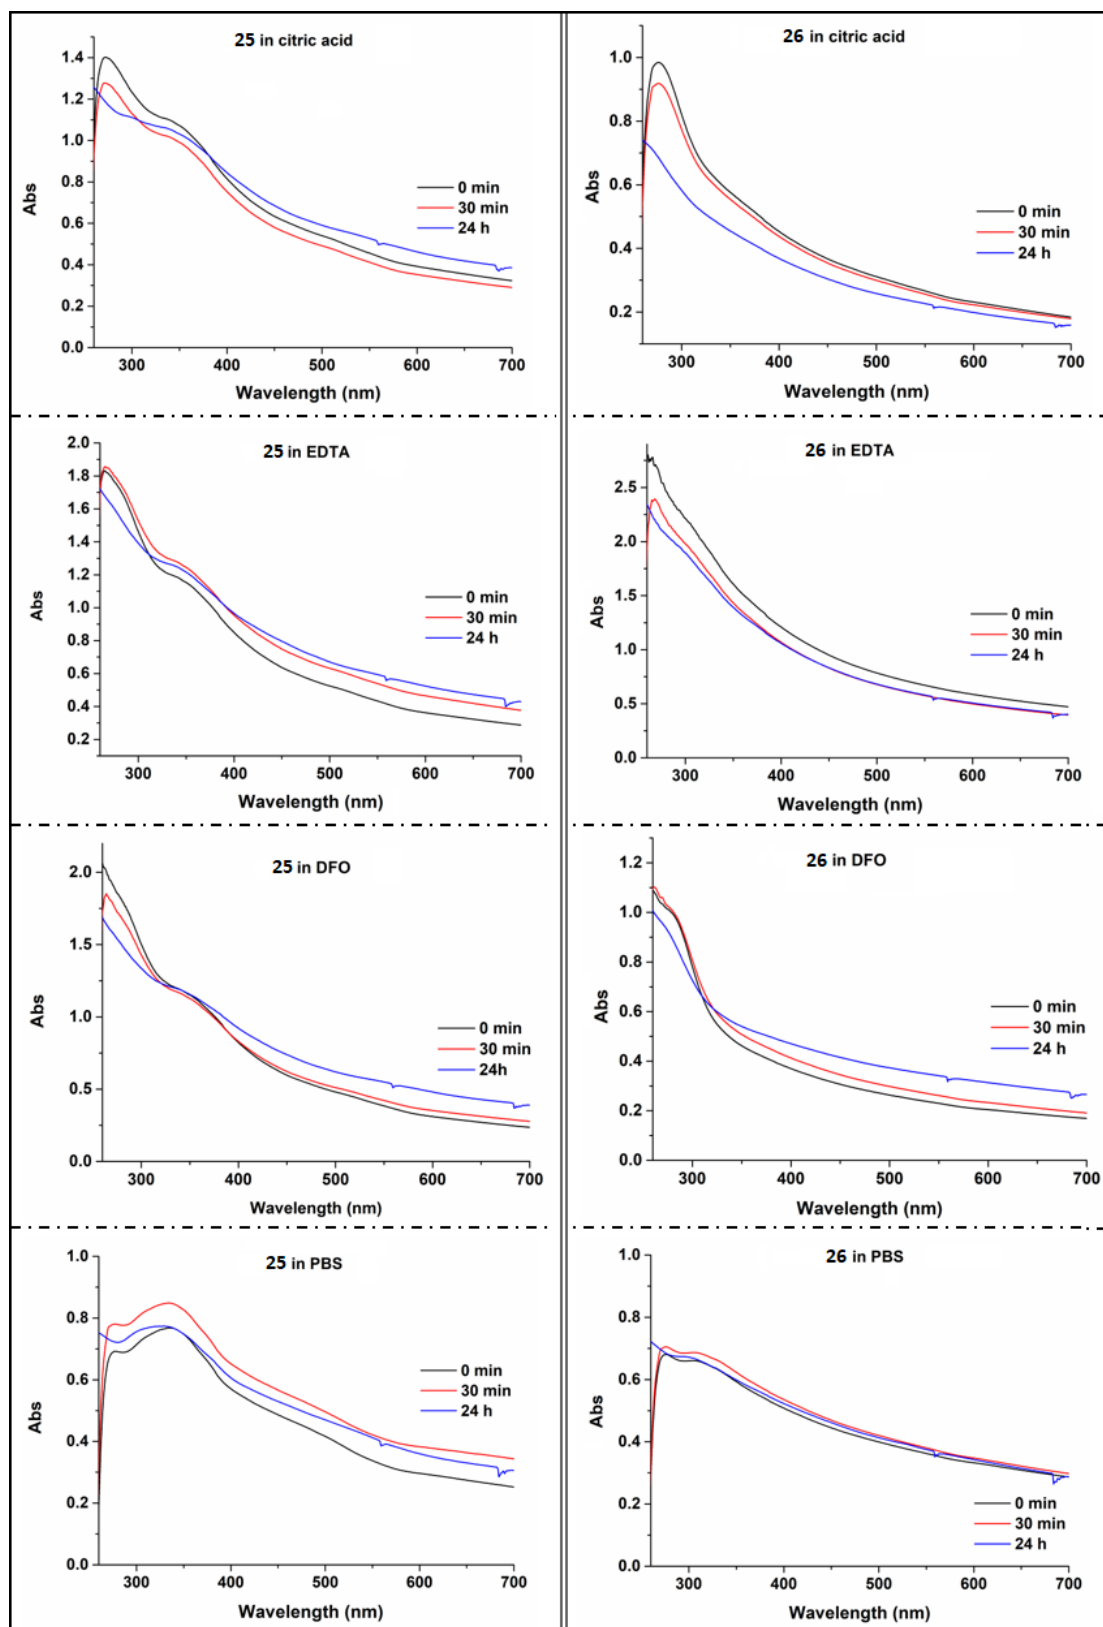 25 in citric acid
1.4
1.2
1.0
0.8
0.6
0.4
0.2
0.0
Abs
0 min
30 min
24 h
300 400 500 600 700
Wavelength (nm)
26 in citric acid
1.0
0.8
0.6
0.4
0.2
Abs
0 min
30 min
24 h
300 400 500 600 700
Wavelength (nm)
25 in EDTA
2.0
1.8
1.6
1.4
1.2
1.0
0.8
0.6
0.4
0.2
Abs
0 min
30 min
24 h
300 400 500 600 700
Wavelength (nm)
26 in EDTA
2.5
2.0
1.5
1.0
0.5
0.0
Abs
0 min
30 min
24 h
300 400 500 600 700
Wavelength (nm)
25 in DFO
2.0
1.5
1.0
0.5
0.0
Abs
0 min
30 min
24h
300 400 500 600 700
Wavelength (nm)
26 in DFO
1.2
1.0
0.8
0.6
0.4
0.2
0.0
Abs
0 min
30 min
24 h
300 400 500 600 700
Wavelength (nm)
25 in PBS
1.0
0.8
0.6
0.4
0.2
0.0
Abs
0 min
30 min
24 h
300 400 500 600 700
Wavelength (nm)
26 in PBS
1.0
0.8
0.6
0.4
0.2
0.0
Abs
0 min
30 min
24 h
300 400 500 600 700
Wavelength (nm)